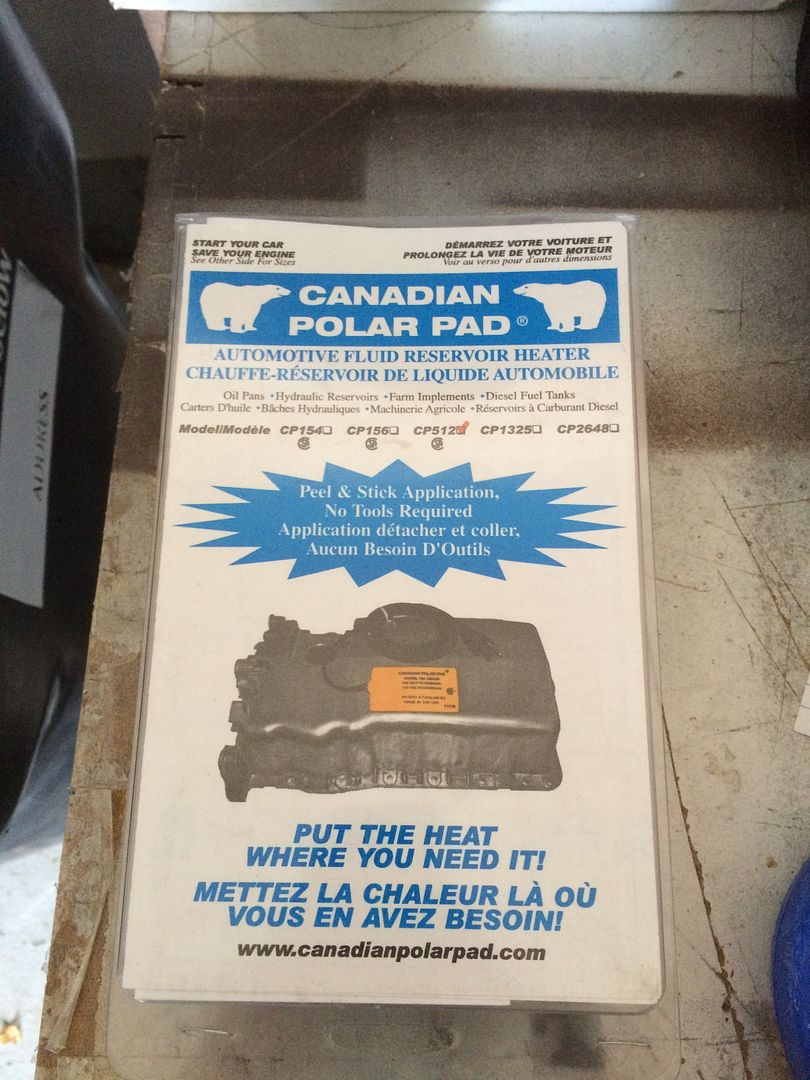 START YOUR CAR
SAVE YOUR ENGINE
See Other Side For Sizes
DÉMARREZ VOTRE VOITURE ET
PROLONGEZ LA VIE DE VOTRE MOTEUR
Voir au verso pour d'autres dimensions
CANADIAN
POLAR PAD®
AUTOMOTIVE FLUID RESERVOIR HEATER
CHAUFFE-RÉSERVOIR DE LIQUIDE AUTOMOBILE
Oil Pans •Hydraulic Reservoirs •Farm Implements •Diesel Fuel Tanks
Carters D'huile •Bâches Hydrauliques •Machinerie Agricole •Réservoirs à Carburant Diesel
Model/Modèle CP154 CP156 CP512 CP1325 CP2648
Peel & Stick Application,
No Tools Required
Application détacher et coller,
Aucun Besoin D'Outils
CANADIAN POLAR PAD
PUT THE HEAT
WHERE YOU NEED IT!
METTEZ LA CHALEUR LÀ OÙ
VOUS EN AVEZ BESOIN!
www.canadianpolarpad.com
ADDRESS